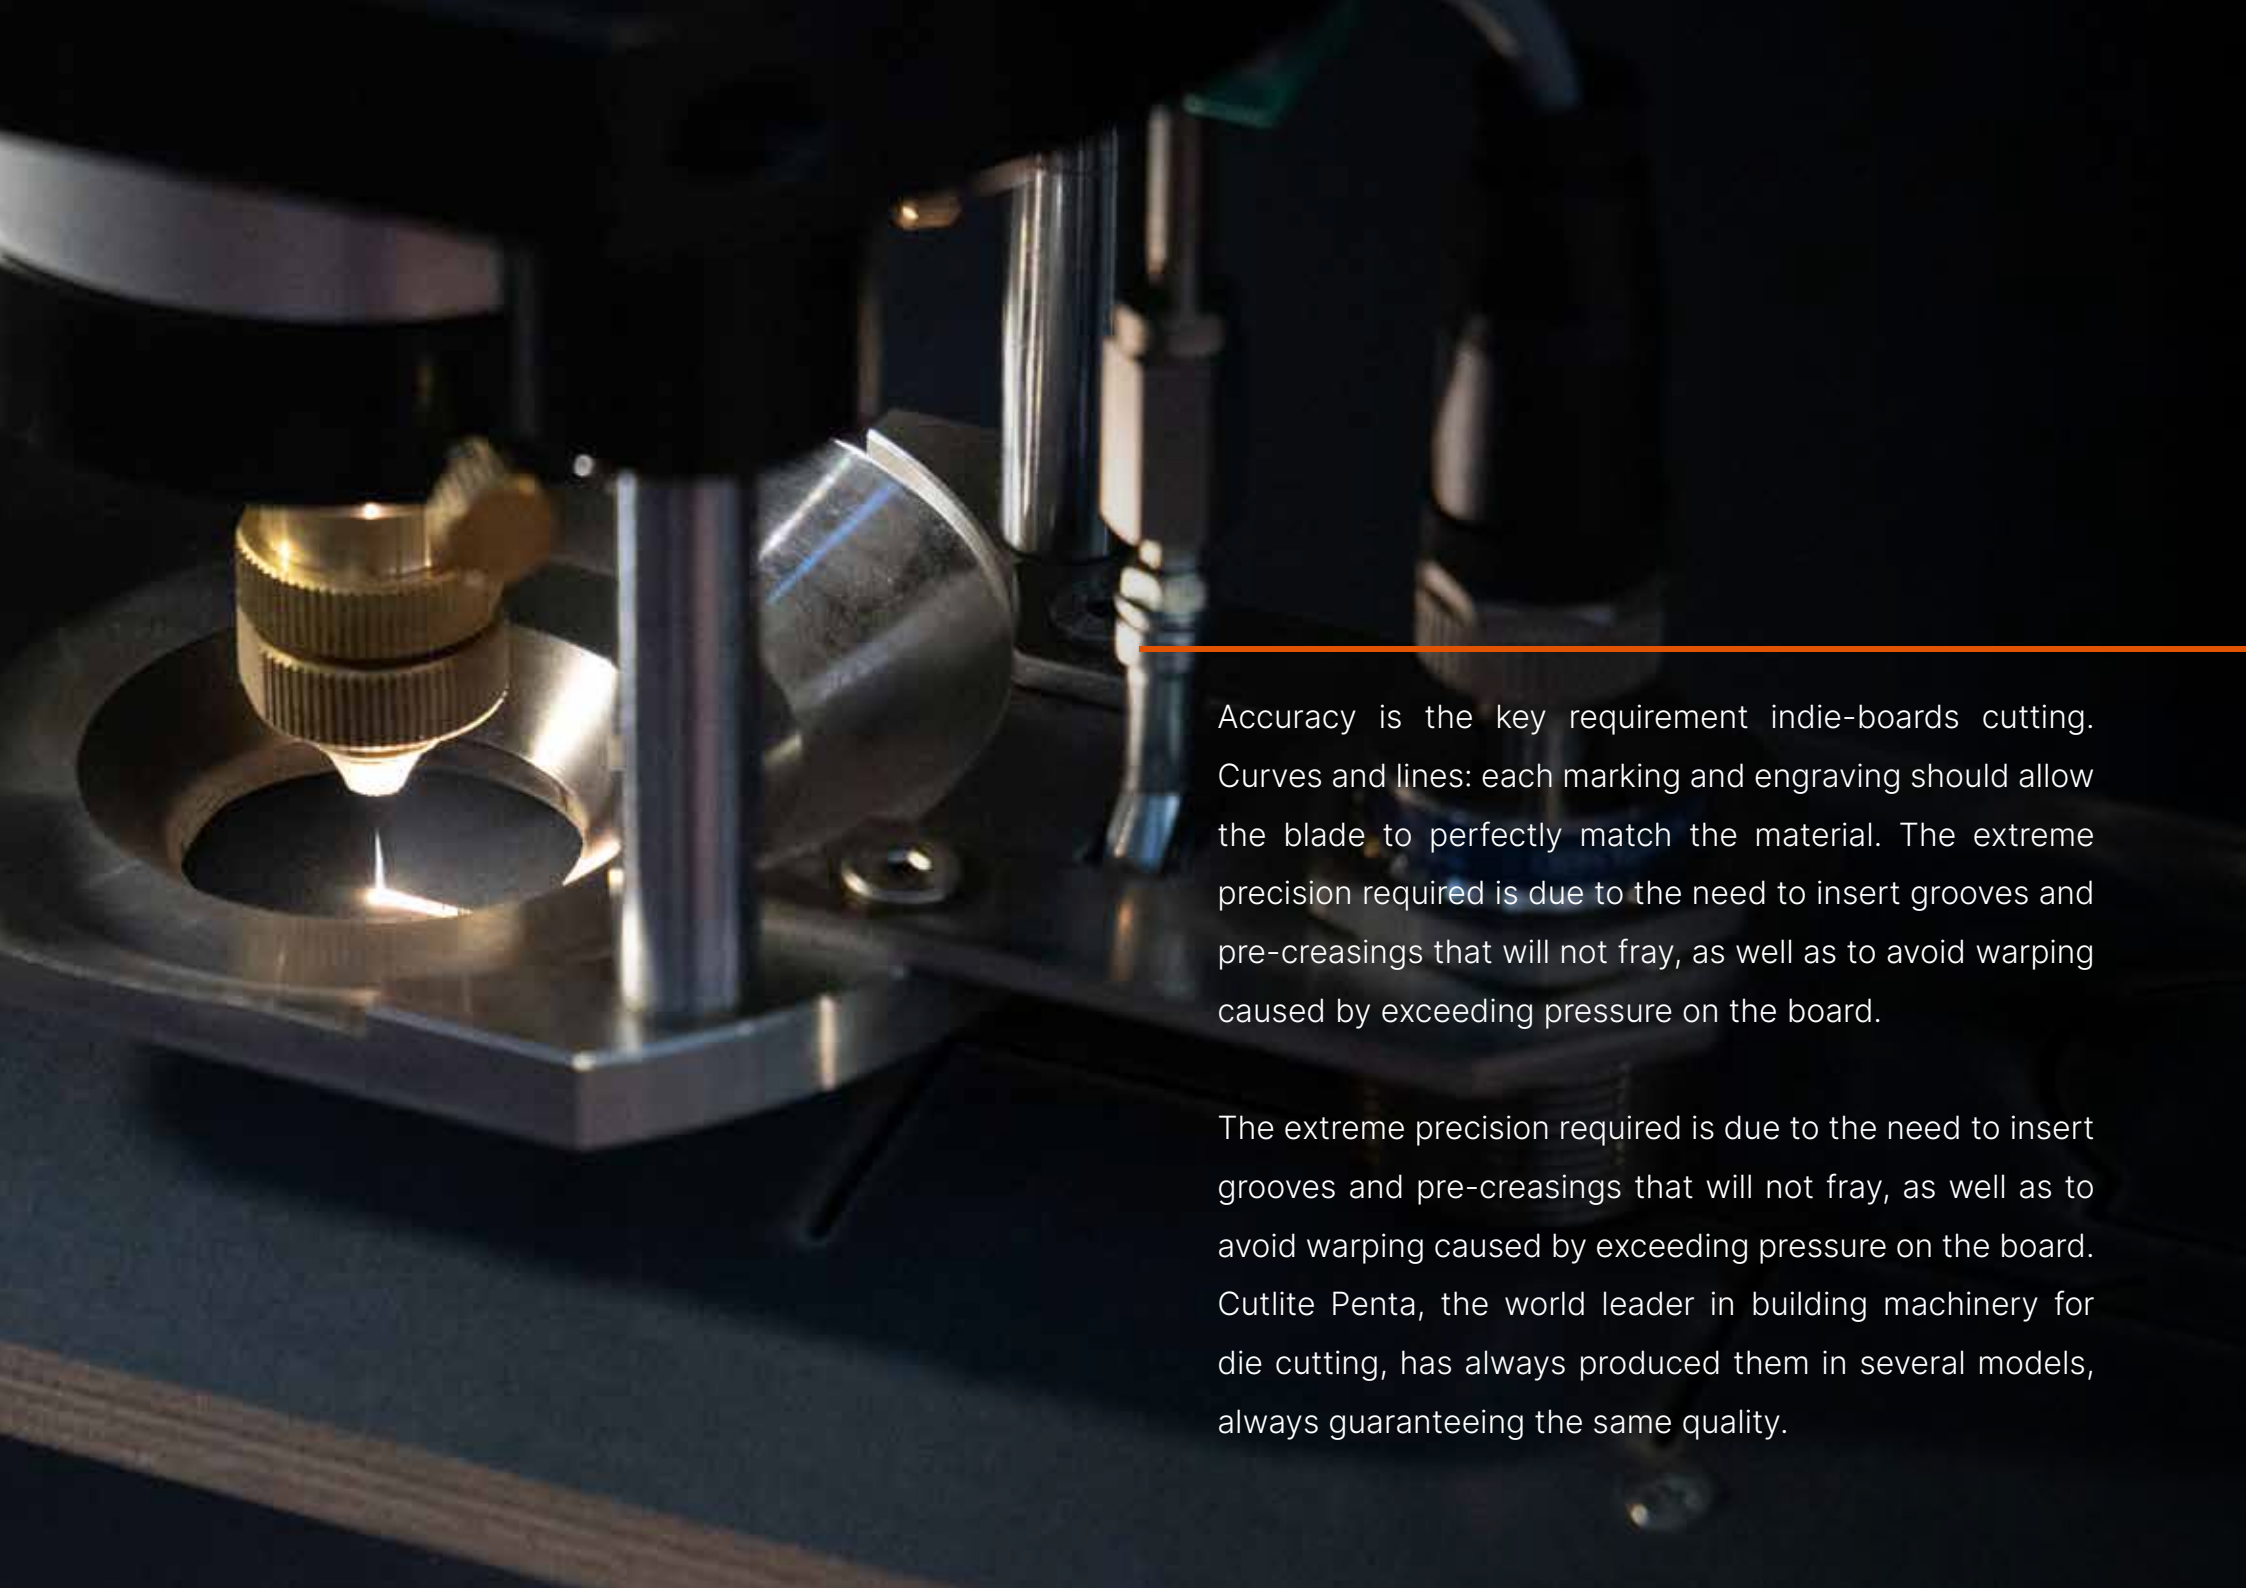 Accuracy is the key requirement indie-boards cutting.
Curves and lines: each marking and engraving should allow
the blade to perfectly match the material. The extreme
precision required is due to the need to insert grooves and
pre-creasings that will not fray, as well as to avoid warping
caused by exceeding pressure on the board.
The extreme precision required is due to the need to insert
grooves and pre-creasings that will not fray, as well as to
avoid warping caused by exceeding pressure on the board.
Cutlite Penta, the world leader in building machinery for
die cutting, has always produced them in several models,
always guaranteeing the same quality.